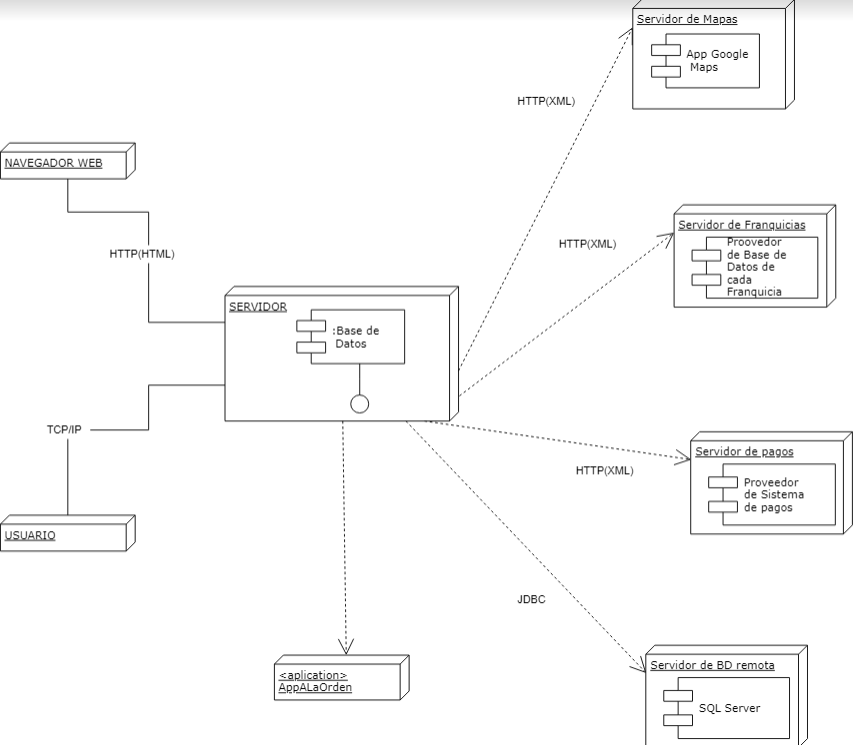 Servidor de Mapas
App Google
Maps
HTTP(XML)
NAVEGADOR WEB
HTTP(HTML)
HTTP(XML)
Servidor de Franquicias
Proovedor
de Base de
Datos de
cada
Franquicia
SERVIDOR
:Base de
Datos
TCP/IP
USUARIO
HTTP(XML)
Servidor de pagos
Proveedor
de Sistema
de pagos
JDBC
<aplication>
AppALaOrden
Servidor de BD remota
SQL Server